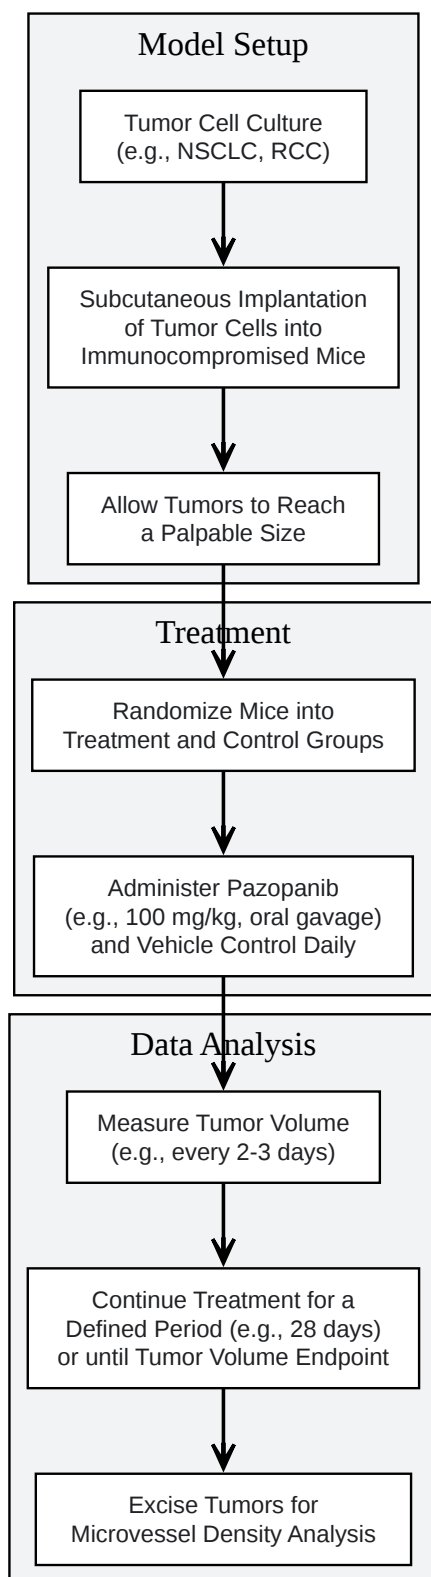 Model Setup
Tumor Cell Culture
(e.g., NSCLC, RCC)
Subcutaneous Implantation
of Tumor Cells into
Immunocompromised Mice
Allow Tumors to Reach
a Palpable Size
Treatment
Randomize Mice into
Treatment and Control Groups
Administer Pazopanib
(e.g., 100 mg/kg, oral gavage)
and Vehicle Control Daily
Data Analysis
Measure Tumor Volume
(e.g., every 2-3 days)
Continue Treatment for a
Defined Period (e.g., 28 days)
or until Tumor Volume Endpoint
Excise Tumors for
Microvessel Density Analysis